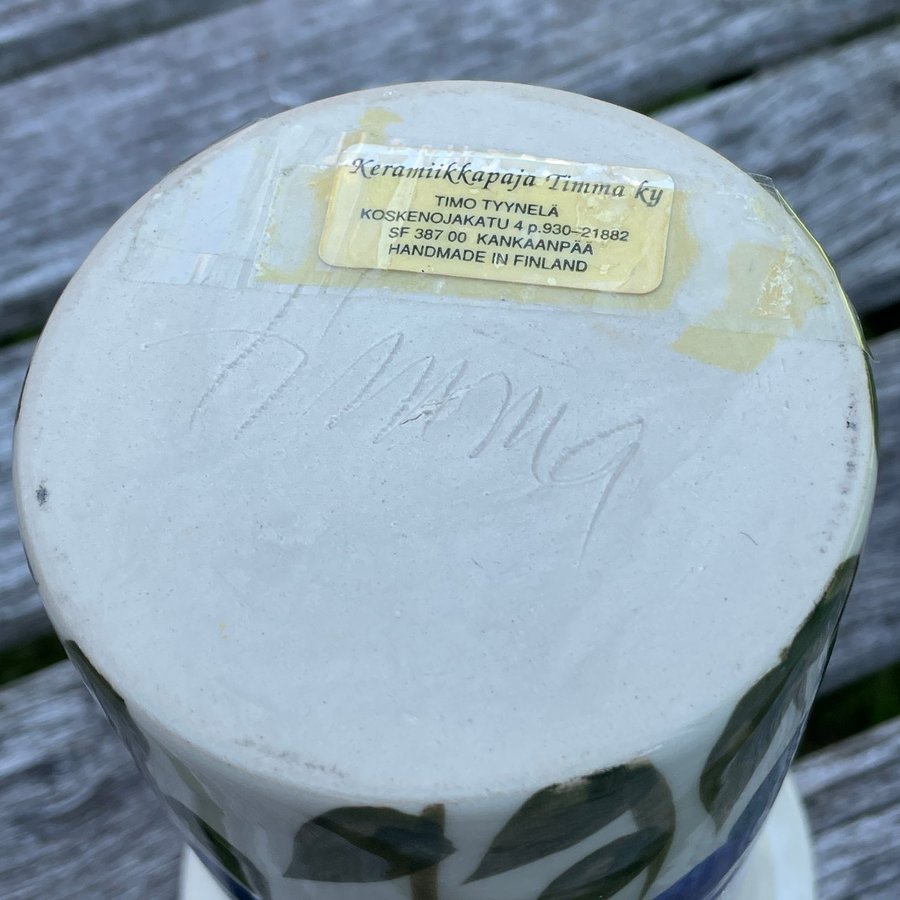 Keramiikkapaja Timma ky
TIMO TYYNELÄ
KOSKENOJAKATU 4 p.930–21882
SF 387 00 KANKAANPÄÄ
HANDMADE IN FINLAND
Timma